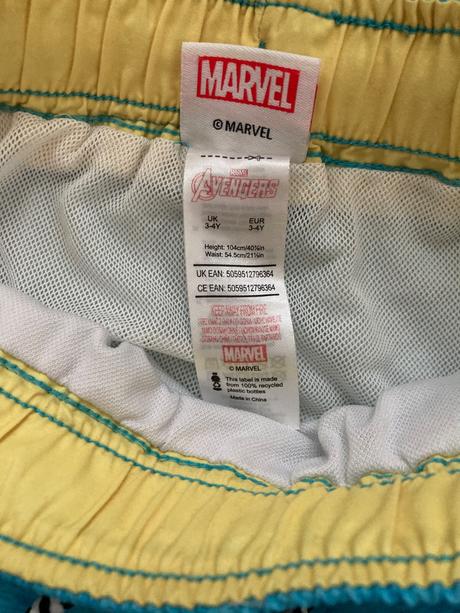 MARVEL
© MARVEL
MARVEL
AVENGERS
UK EUR
3-4Y 3-4Y
Height: 104cm/40⅞in
Waist: 54.5cm/21½in
UK EAN: 5059512796364
CE EAN: 5059512796364
KEEP AWAY FROM FIRE
MARVEL
© MARVEL
This label is made
from 100% recycled
plastic bottles
Made in China